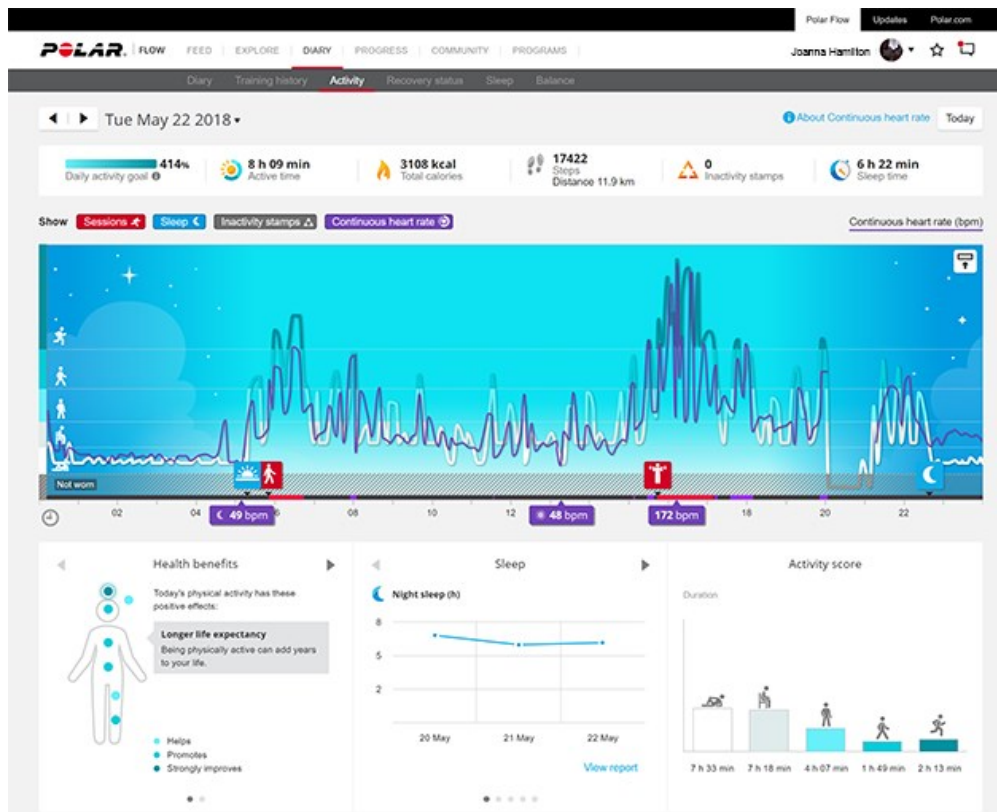 Polar Flow Updates Polar.com
POLAR. FLOW FEED EXPLORE DIARY PROGRESS COMMUNITY PROGRAMS Joanna Hamilton
Diary Training history Activity Recovery status Sleep Balance
Tue May 22 2018 About Continuous heart rate Today
414% 8 h 09 min 3108 kcal 17422 0 6 h 22 min
Daily activity goal Active time Total calories Steps Inactivity stamps Sleep time
Distance 11.9 km
Show Sessions Sleep Inactivity stamps Continuous heart rate Continuous heart rate (bpm)
Not worn
02 04 06 08 10 12 18 20 22
49 bpm 48 bpm 172 bpm
Health benefits
Today's physical activity has these
positive effects:
Longer life expectancy
Being physically active can add years
to your life.
Helps
Promotes
Strongly improves
Sleep
Night sleep (h)
8
5
2
20 May 21 May 22 May
View report
Activity score
Duration
7 h 33 min 7 h 18 min 4 h 07 min 1 h 49 min 2 h 13 min